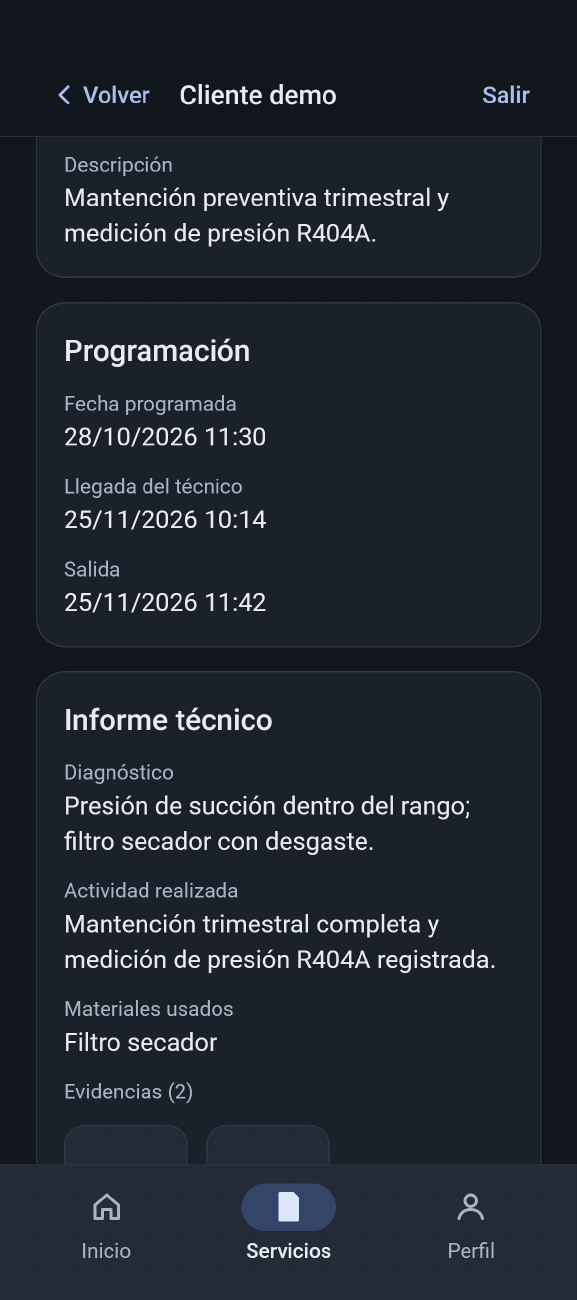 Volver
Cliente demo
Salir
Descripción
Mantención preventiva trimestral y
medición de presión R404A.
Programación
Fecha programada
28/10/2026 11:30
Llegada del técnico
25/11/2026 10:14
Salida
25/11/2026 11:42
Informe técnico
Diagnóstico
Presión de succión dentro del rango;
filtro secador con desgaste.
Actividad realizada
Mantención trimestral completa y
medición de presión R404A registrada.
Materiales usados
Filtro secador
Evidencias (2)
Inicio
Servicios
Perfil